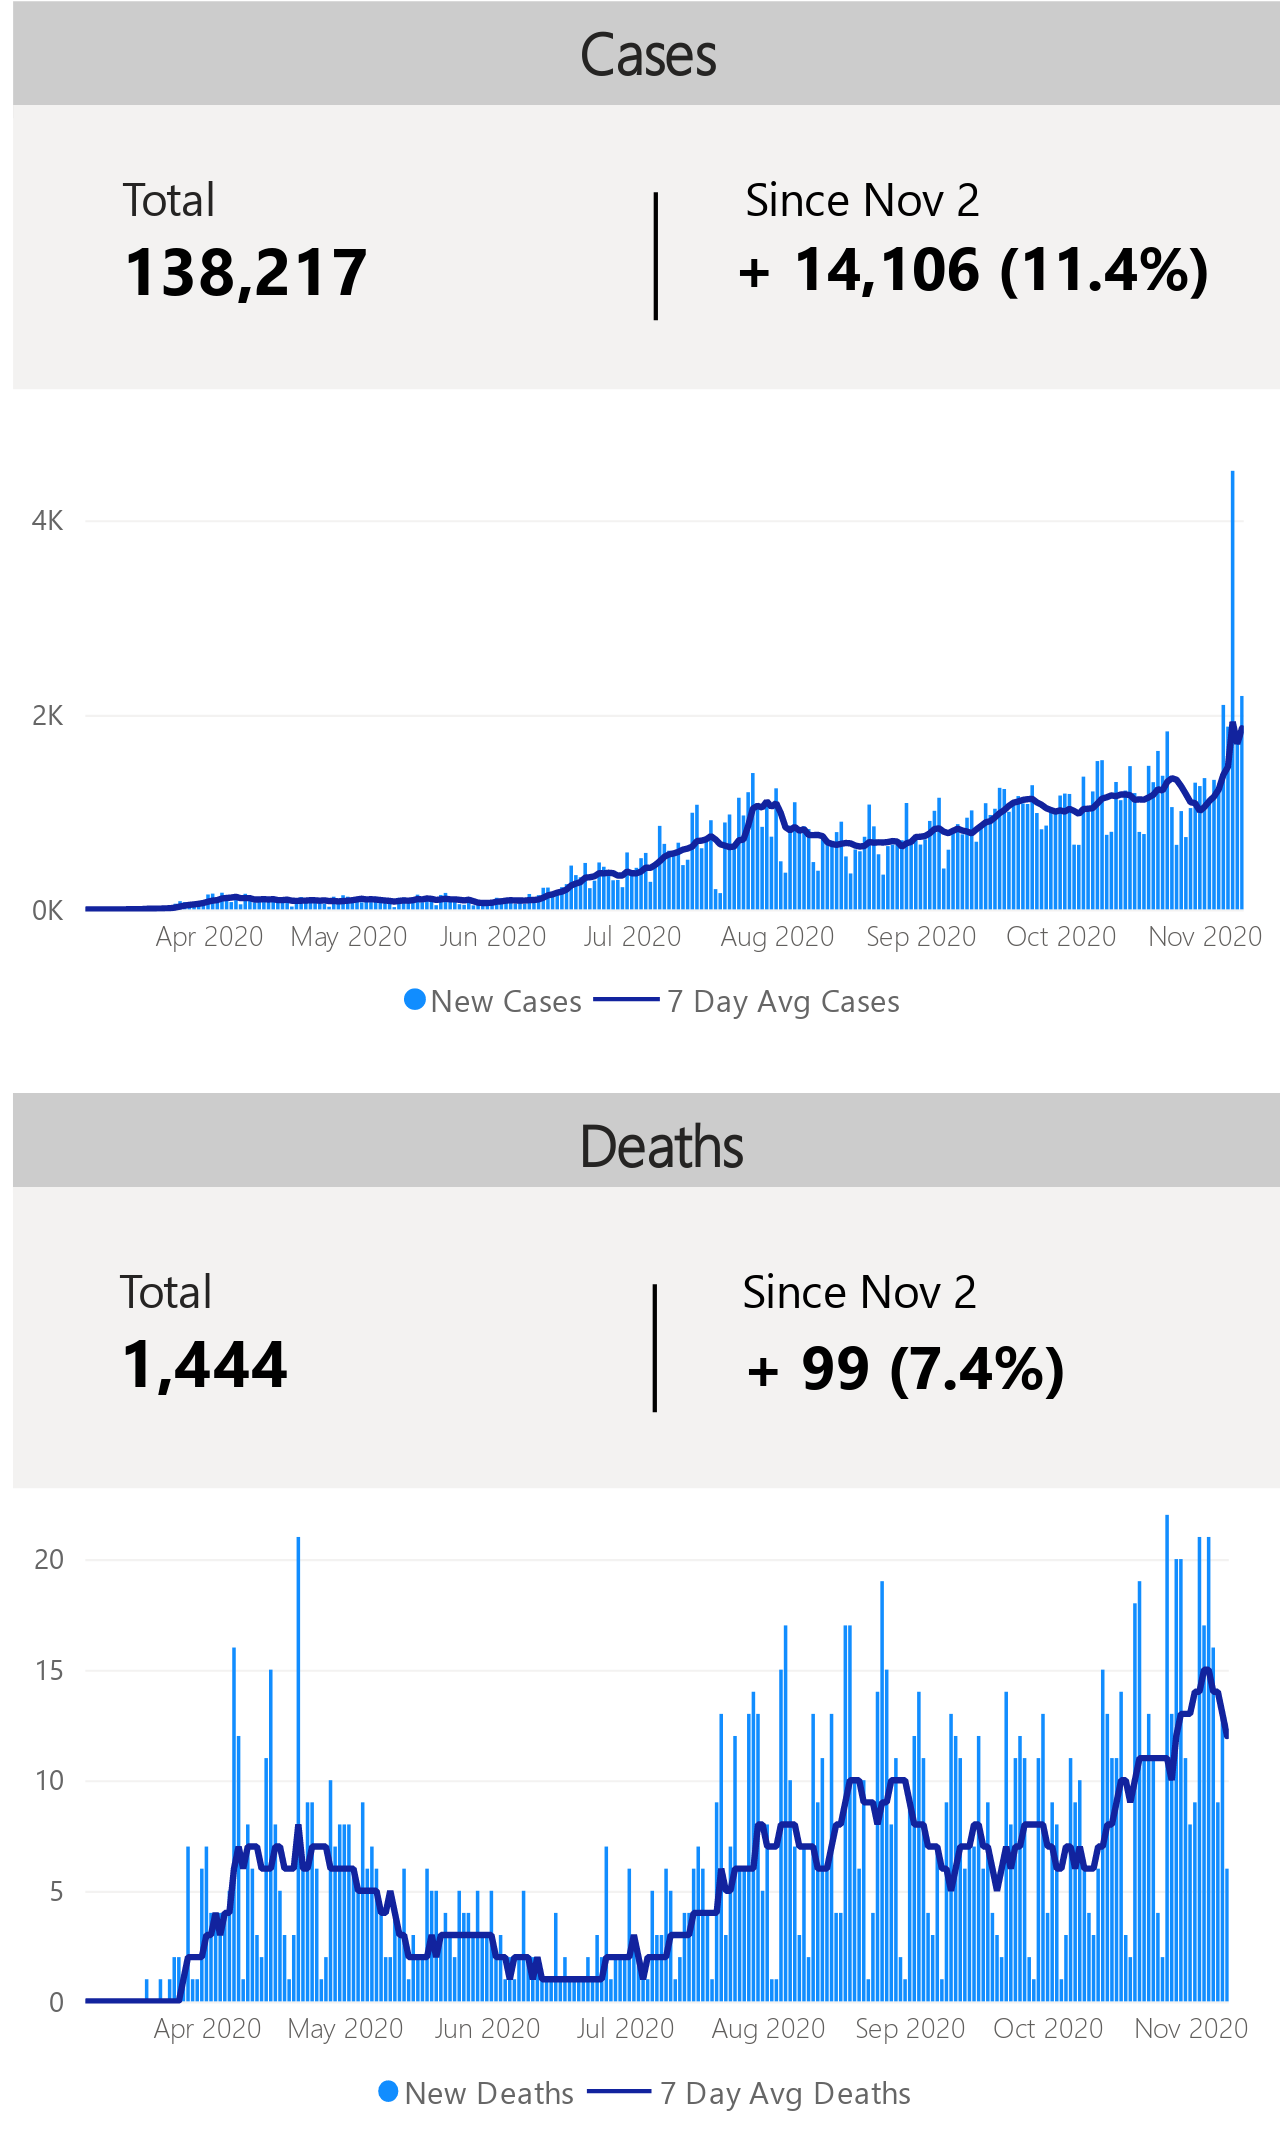 Cases
Total
Since Nov 2
138,217
+ 14,106 (11.4%)
4K
2K
0K
Apr 2020 May 2020 Jun 2020 Jul 2020 Aug 2020 Sep 2020 Oct 2020 Nov 2020
New Cases 7 Day Avg Cases
Deaths
Total
Since Nov 2
1,444
+ 99 (7.4%)
20
15
10
5
0
Apr 2020 May 2020 Jun 2020 Jul 2020 Aug 2020 Sep 2020 Oct 2020 Nov 2020
New Deaths 7 Day Avg Deaths